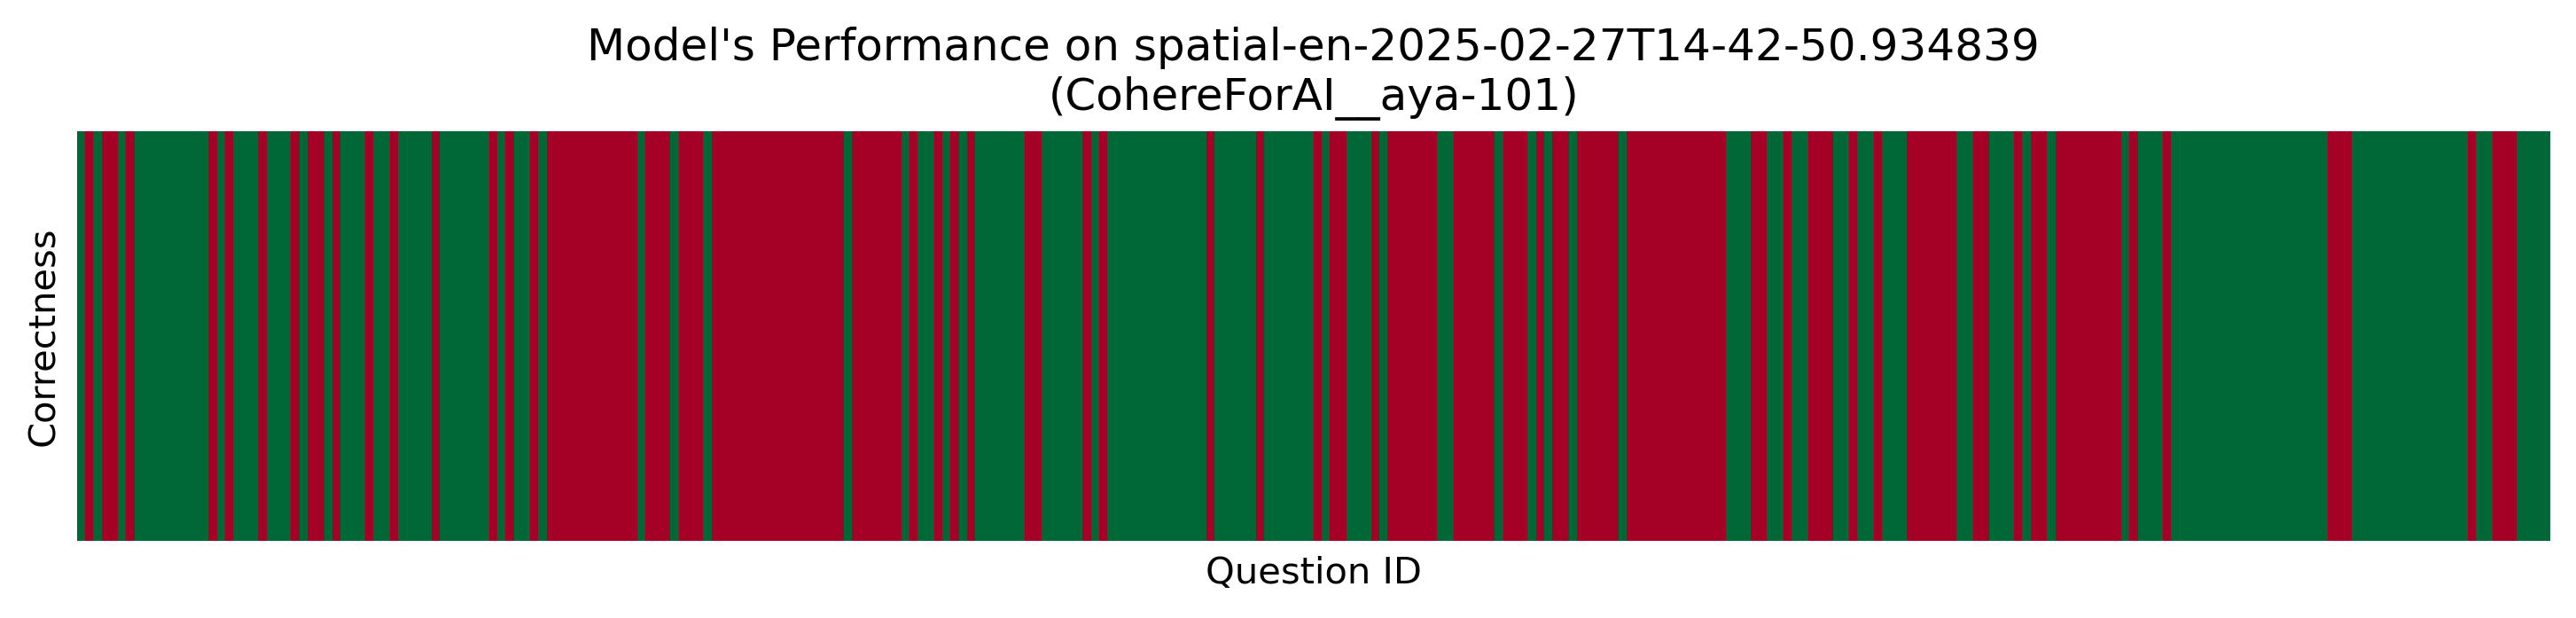 Model's Performance on spatial-en-2025-02-27T14-42-50.934839
(CohereForAI__aya-101)
Correctness
Question ID